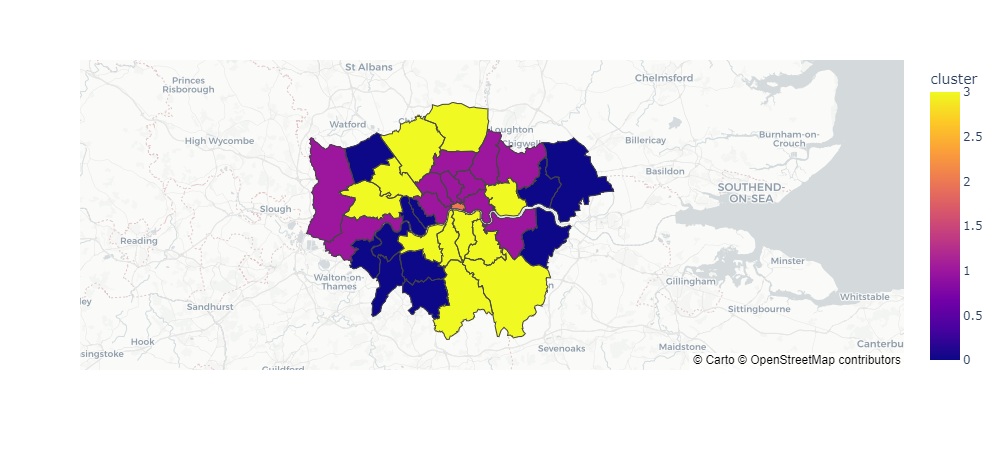 St Albans
Chelmsford
cluster
Princes
Risborough
3
Watford
Loughton
Chigwell
High Wycombe
Billericay
Burnham-on-
Crouch
2.5
Basildon
2
SOUTHEND-
ON-SEA
Slough
1.5
Reading
1
Minster
Walton-on-
Thames
Gillingham
Whitstable
Sandhurst
Sittingbourne
0.5
Hook
Sevenoaks
Maidstone
Canterbu
singstoke
© Carto © OpenStreetMap contributors
0
Guildford